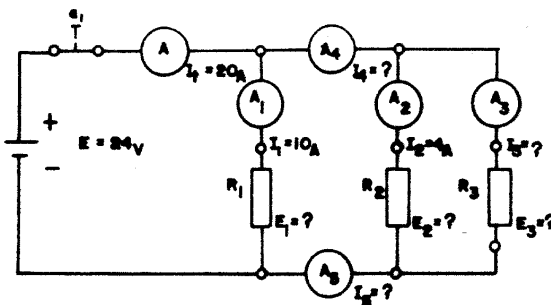 a1
A
A4
It = 20A
I4 = ?
A1
A2
A3
+
E = 24V
-
I1 = 10A
I2 = 4A
I3 = ?
R1
R2
R3
E1 = ?
E2 = ?
E3 = ?
A5
I5 = ?